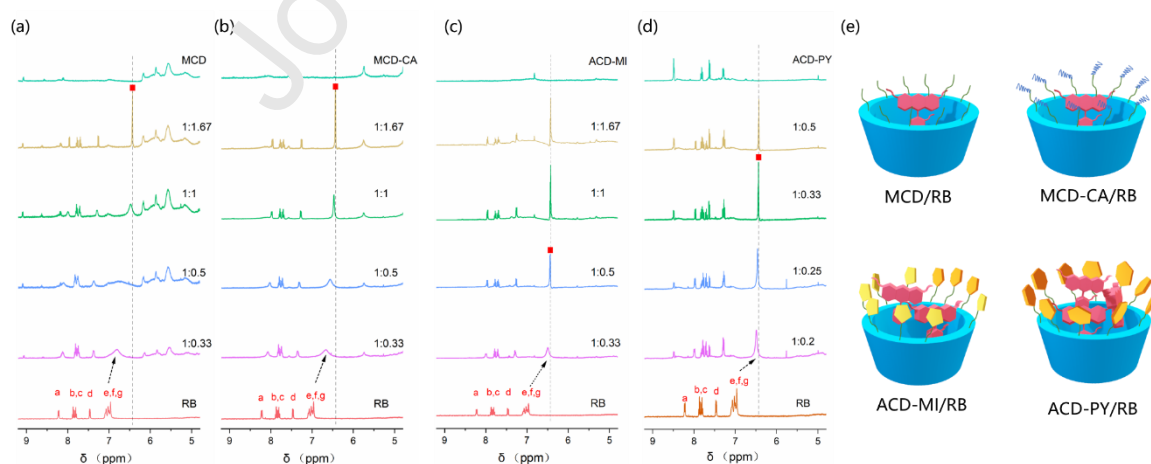 Jo
(a)
MCD
1:1.67
1:1
1:0.5
1:0.33
a
b,c
d
e,f,g
RB
9 8 7 6 5
δ (ppm)
(b)
MCD-CA
1:1.67
1:1
1:0.5
1:0.33
a
b,c
d
e,f,g
RB
9 8 7 6 5
δ (ppm)
(c)
ACD-MI
1:1.67
1:1
1:0.5
1:0.33
a
b,c
d
e,f,g
RB
9 8 7 6 5
δ (ppm)
(d)
ACD-PY
1:0.5
1:0.33
1:0.25
1:0.2
a
b,c
d
e,f,g
RB
9 8 7 6 5
δ (ppm)
(e)
MCD/RB
MCD-CA/RB
ACD-MI/RB
ACD-PY/RB